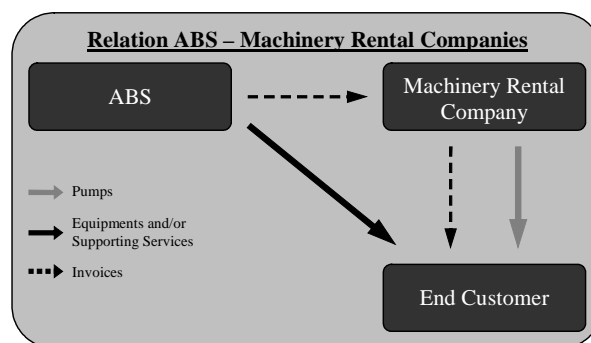 Relation ABS – Machinery Rental Companies
ABS
Machinery Rental
Company
Pumps
Equipments and/or
Supporting Services
Invoices
End Customer